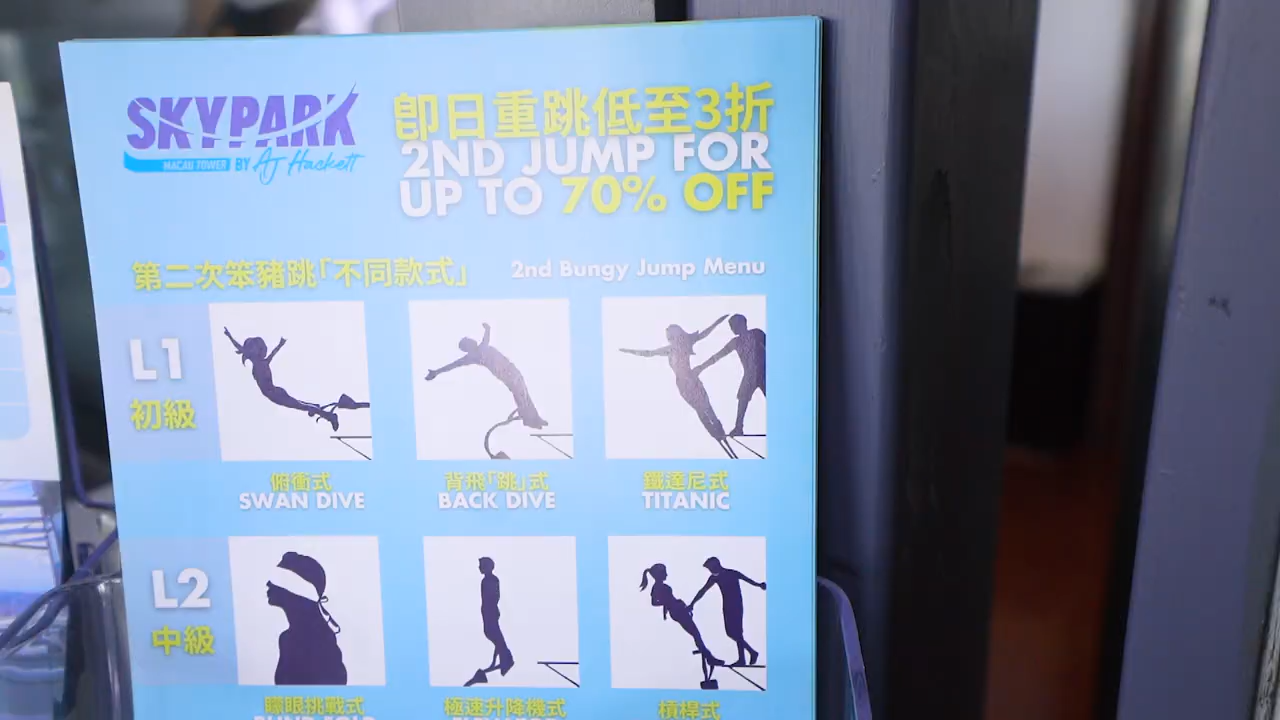 SKYPARK
MACAU TOWER BY AJ Hackett
即日重跳低至3折
2ND JUMP FOR
UP TO 70% OFF
第二次笨豬跳「不同款式」 2nd Bungy Jump Menu
L1
初級
俯衝式 背飛「跳」式 鐵達尼式
SWAN DIVE BACK DIVE TITANIC
L2
中級
矇眼挑戰式 極速升降機式 槓桿式